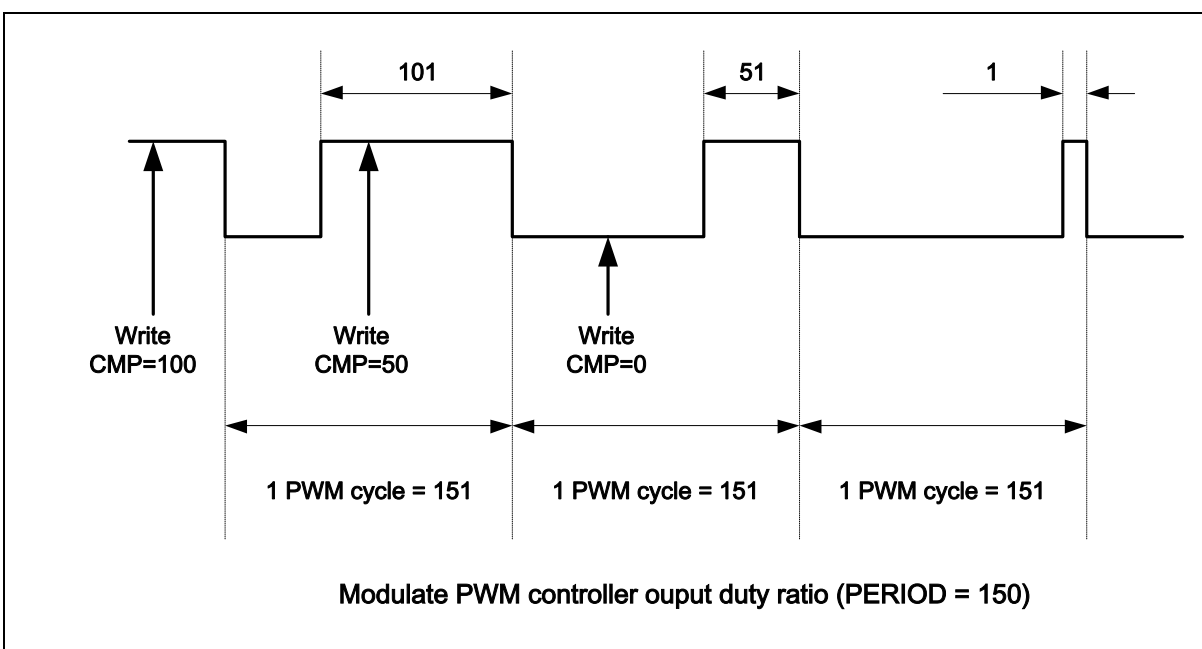 101
51
1
Write
CMP=100
Write
CMP=50
Write
CMP=0
1 PWM cycle = 151
1 PWM cycle = 151
1 PWM cycle = 151
Modulate PWM controller ouput duty ratio (PERIOD = 150)